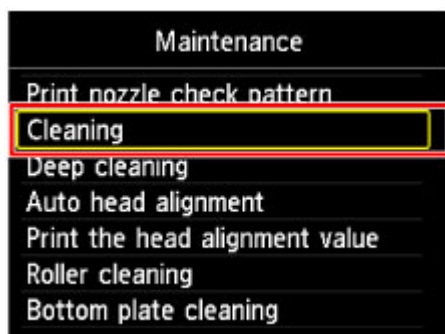 Maintenance
Print nozzle check pattern
Cleaning
Deep cleaning
Auto head alignment
Print the head alignment value
Roller cleaning
Bottom plate cleaning